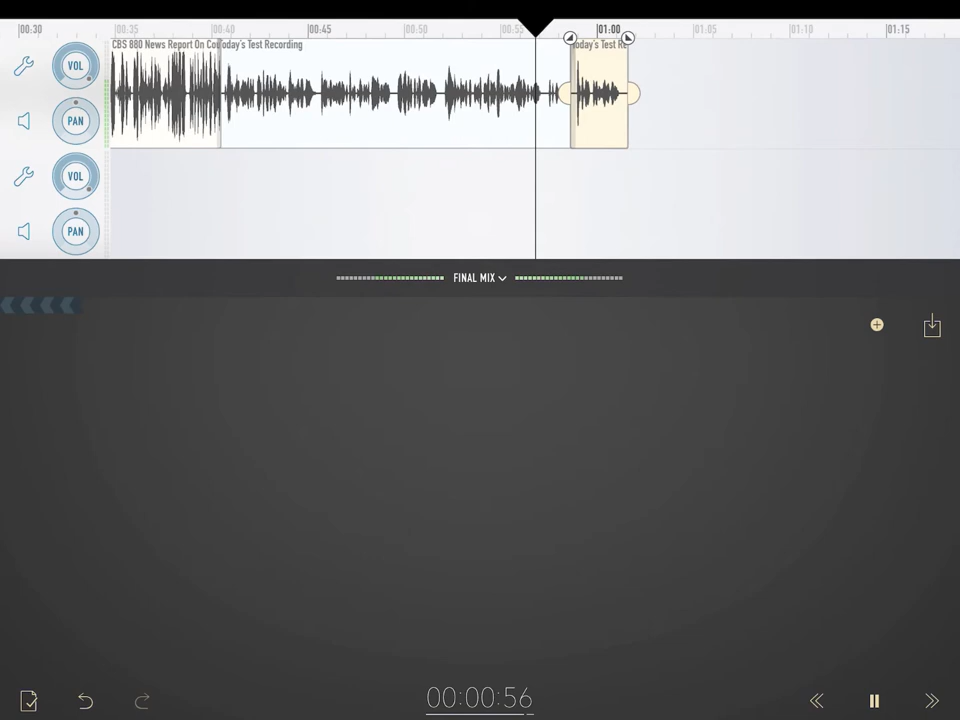 00:30 00:35 00:40 00:45 00:50 00:55 01:00 01:05 01:10 01:15
CBS 880 News Report On Cou
oday's Test Recording
oday's Test Re
VOL
PAN
VOL
PAN
FINAL MIX
00:00:56